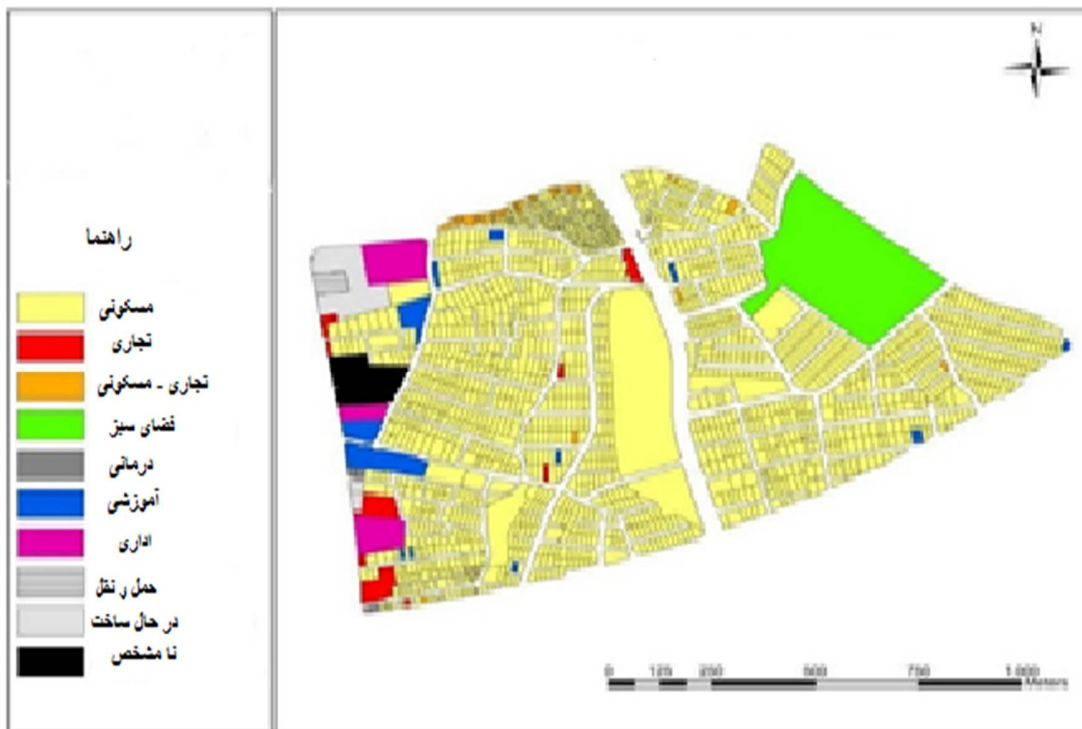 N
راهنما
مسکونی
تجاری
تجاری - مسکونی
فضای سبز
درمانی
آموزشی
اداری
حمل و نقل
در حال ساخت
نا مشخص
0 125 250 500 750 1 000
Meters